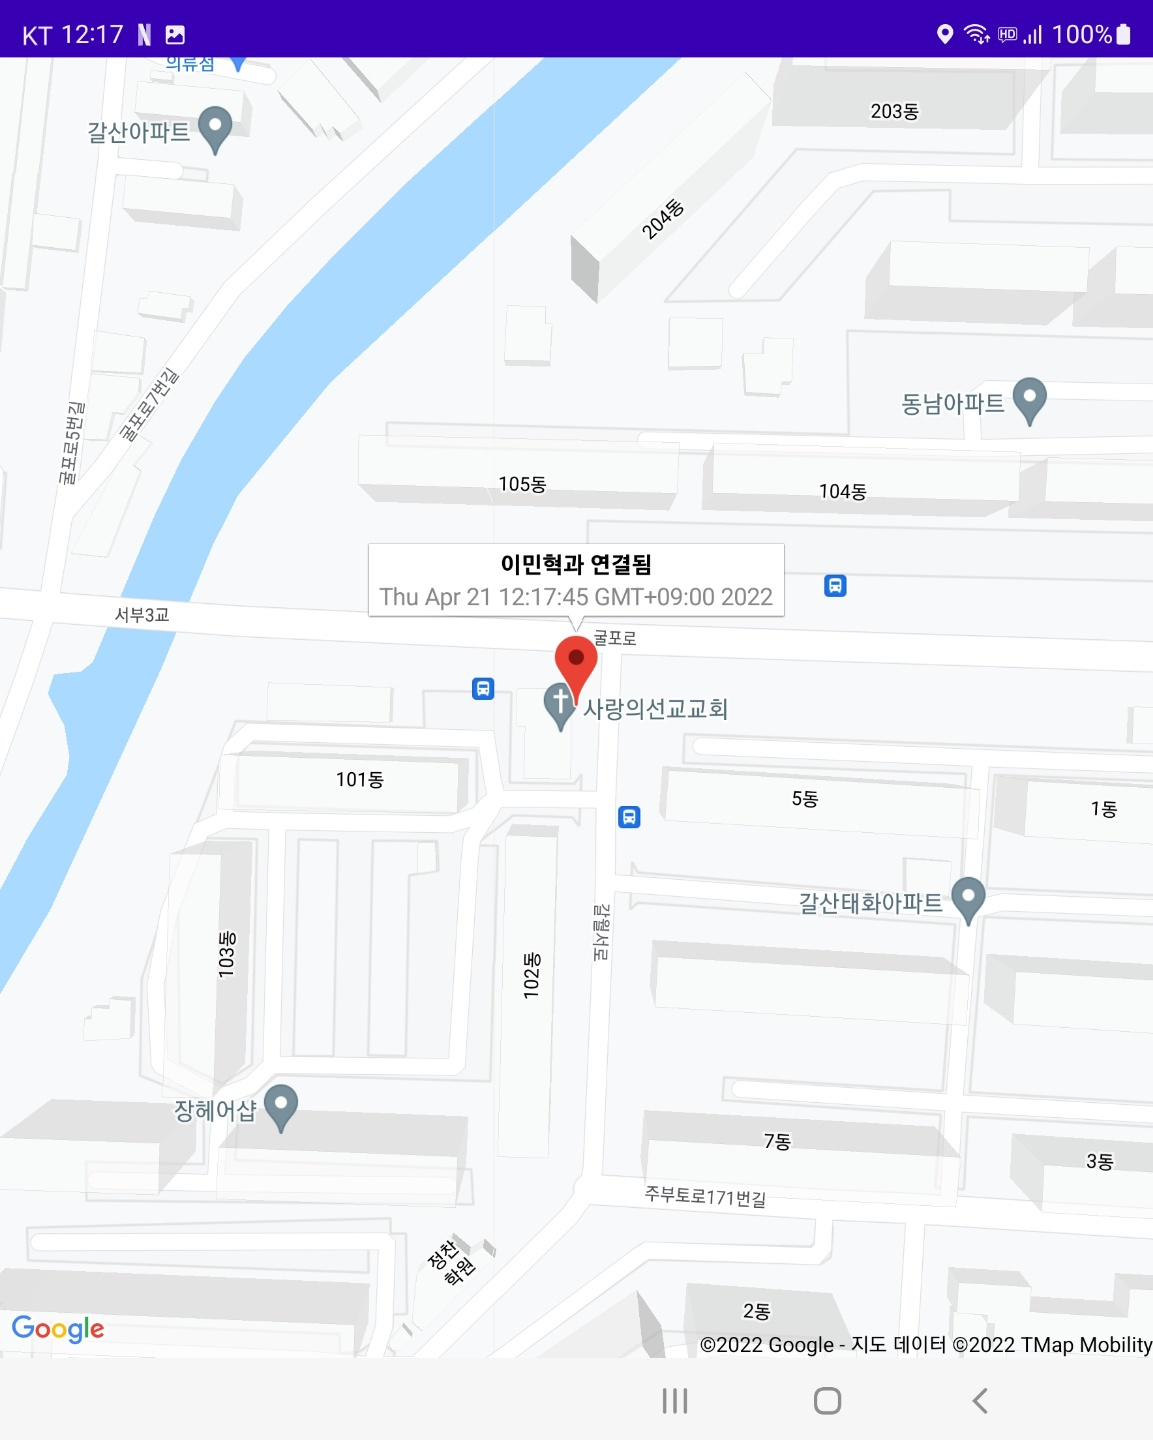 KT 12:17
HD 100%
의류점
갈산아파트
203동
204동
굴포로7번길
굴포로5번길
동남아파트
105동
104동
이민혁과 연결됨
Thu Apr 21 12:17:45 GMT+09:00 2022
서부3교
굴포로
사랑의선교교회
101동
5동
1동
갈산태화아파트
갈월서로
103동
102동
장헤어샵
7동
3동
주부토로171번길
정찬
학원
2동
Google
©2022 Google - 지도 데이터 ©2022 TMap Mobility